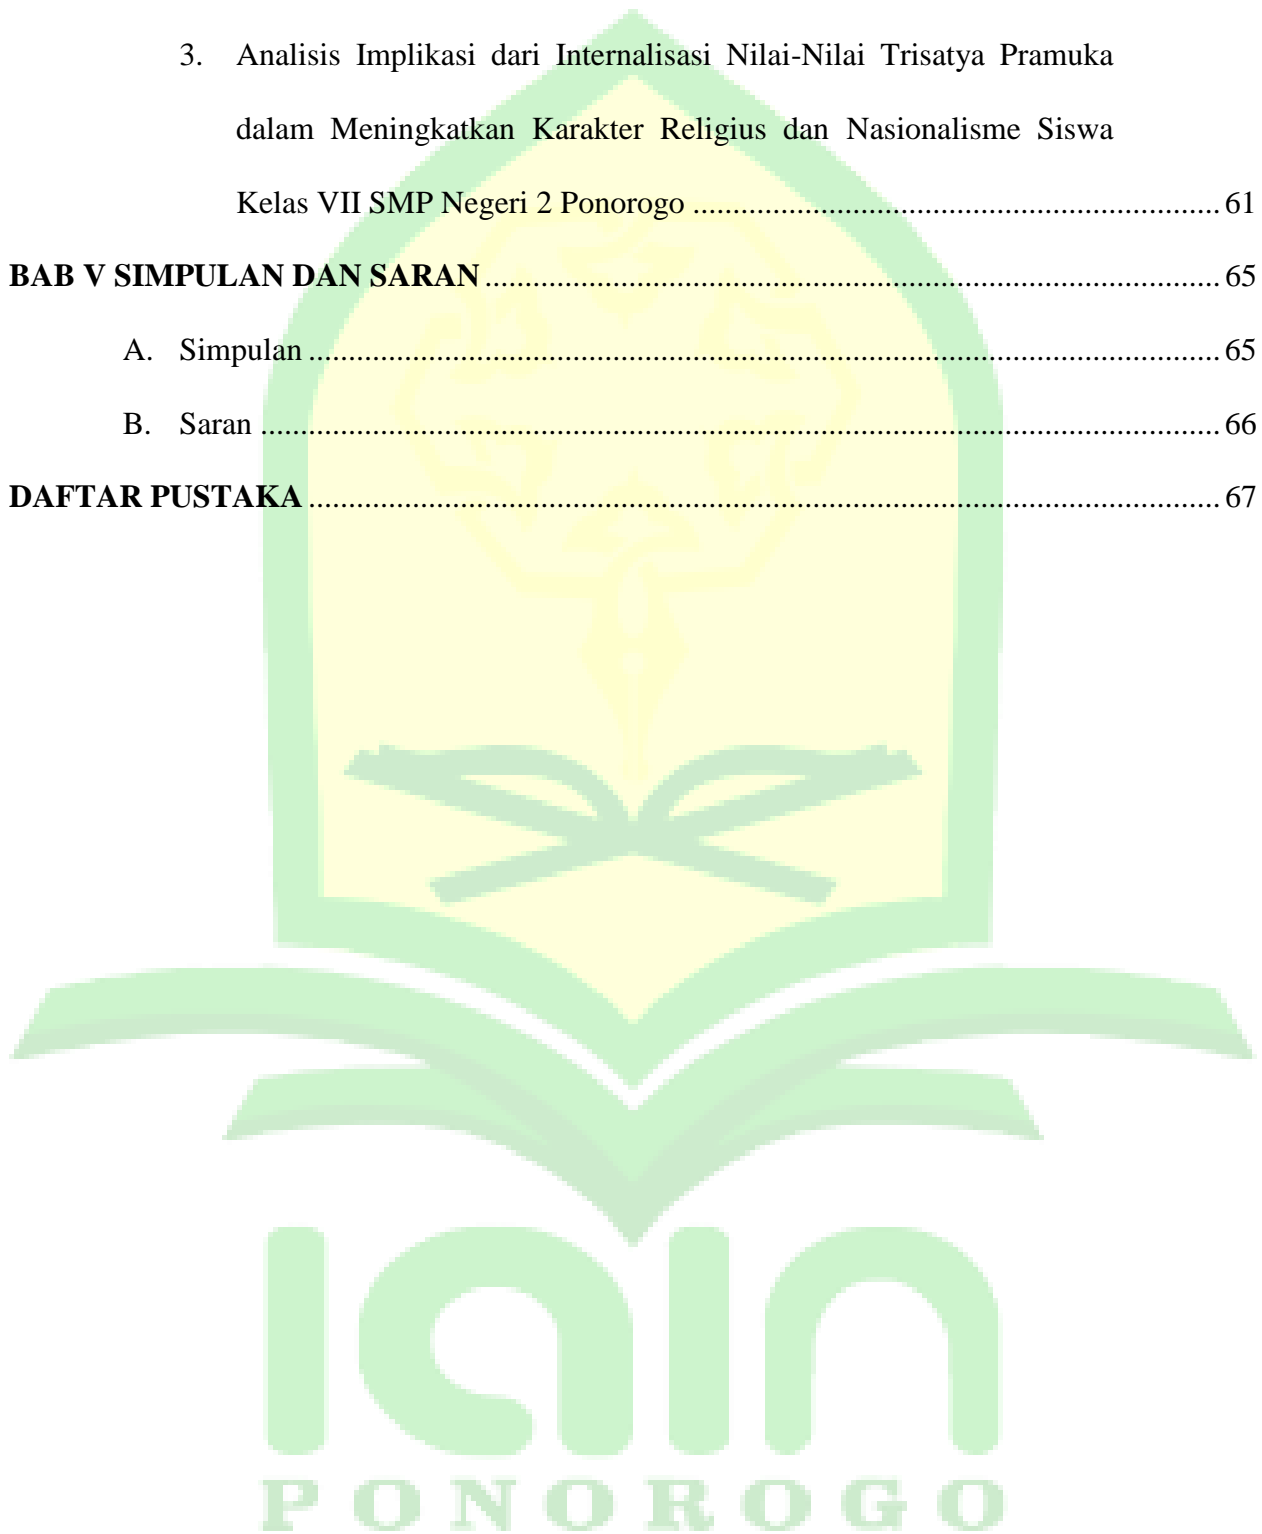 3. Analisis Implikasi dari Internalisasi Nilai-Nilai Trisatya Pramuka
dalam Meningkatkan Karakter Religius dan Nasionalisme Siswa
Kelas VII SMP Negeri 2 Ponorogo .................................................................. 61
BAB V SIMPULAN DAN SARAN ............................................................................................ 65
A. Simpulan .................................................................................................................. 65
B. Saran ........................................................................................................................ 66
DAFTAR PUSTAKA .................................................................................................................. 67
IAIN
PONOROGO